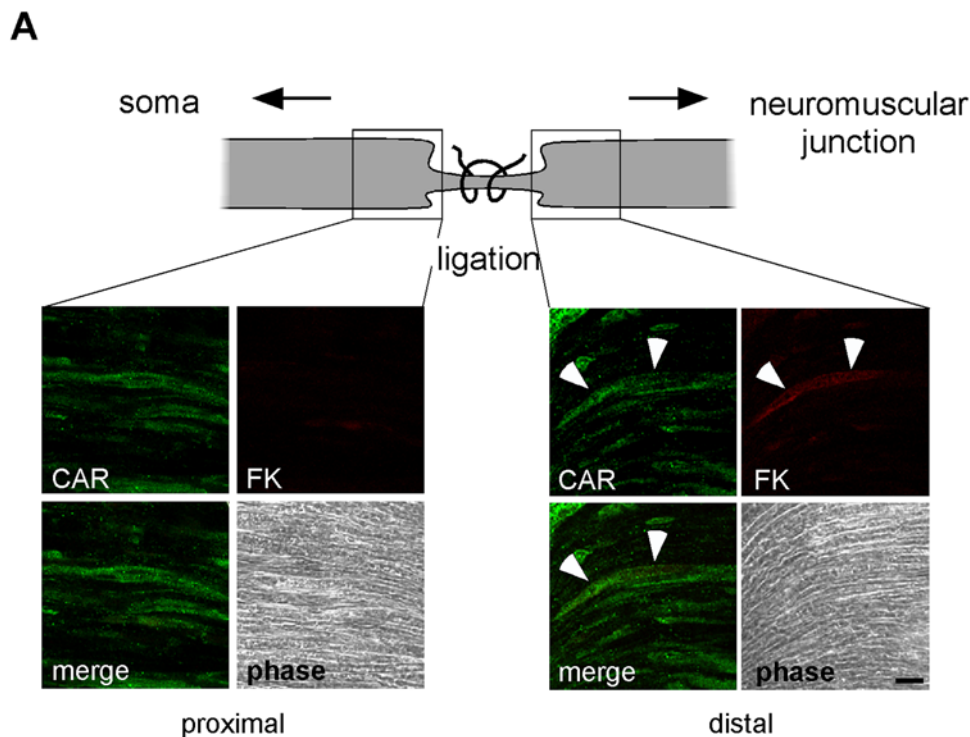 A
soma
neuromuscular
junction
ligation
CAR
FK
merge
phase
proximal
CAR
FK
merge
phase
distal